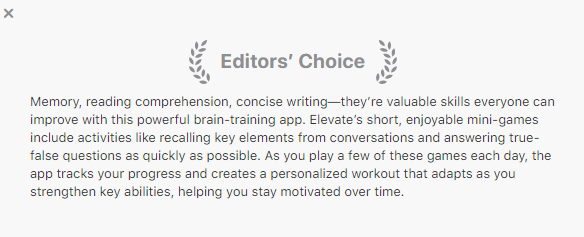 ×
Editors’ Choice
Memory, reading comprehension, concise writing—they’re valuable skills everyone can
improve with this powerful brain-training app. Elevate’s short, enjoyable mini-games
include activities like recalling key elements from conversations and answering true-
false questions as quickly as possible. As you play a few of these games each day, the
app tracks your progress and creates a personalized workout that adapts as you
strengthen key abilities, helping you stay motivated over time.